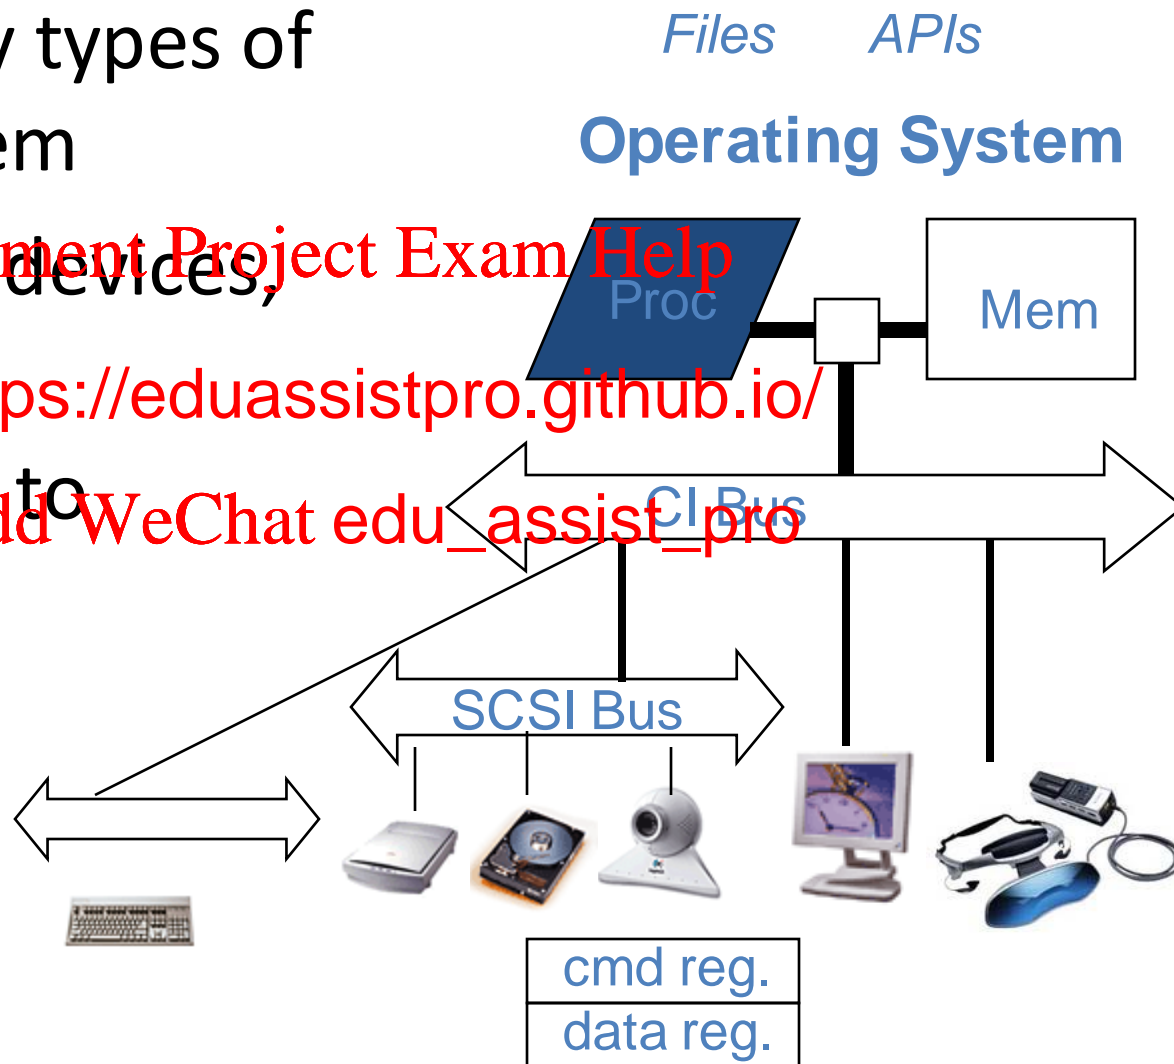 y types of
em
devices,
to
Files APIs
Operating System
ment Project Exam Help
Proc
Mem
ps://eduassistpro.github.io/
dd WeChat edu_assist_pro
CI Bus
SCSI Bus
cmd reg.
data reg.